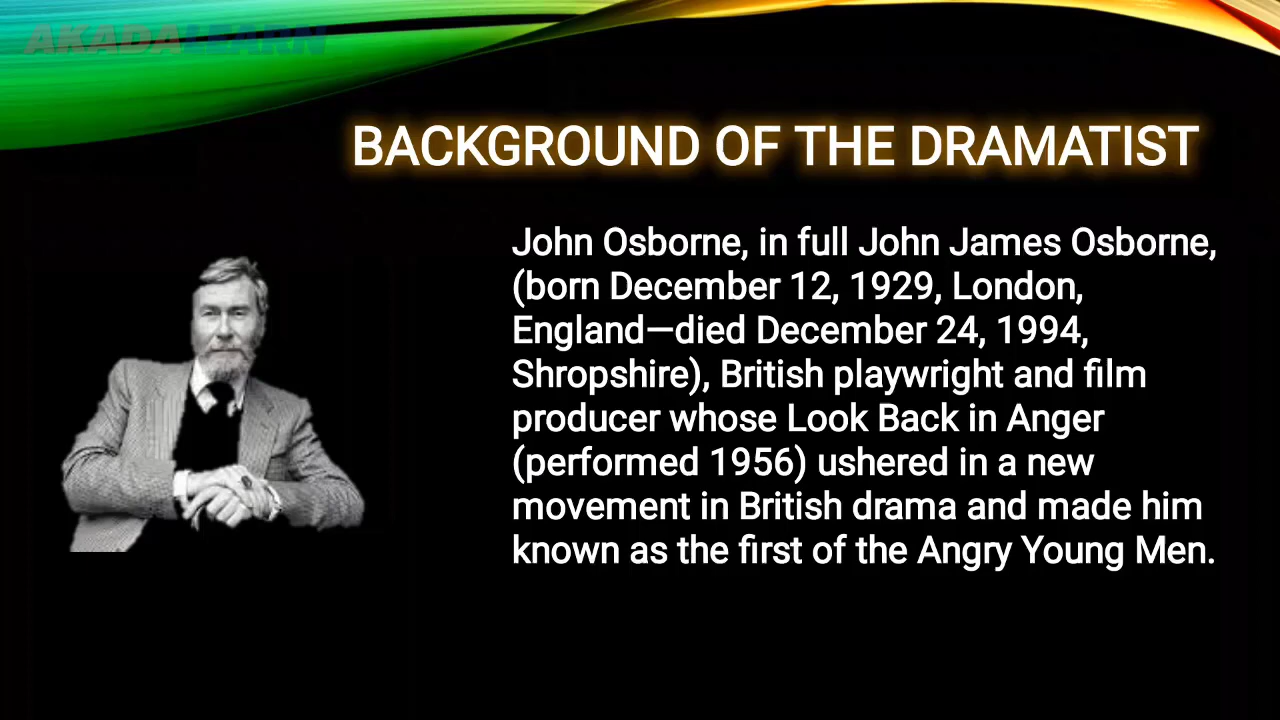 AKADALEARN
BACKGROUND OF THE DRAMATIST
John Osborne, in full John James Osborne,
(born December 12, 1929, London,
England—died December 24, 1994,
Shropshire), British playwright and film
producer whose Look Back in Anger
(performed 1956) ushered in a new
movement in British drama and made him
known as the first of the Angry Young Men.